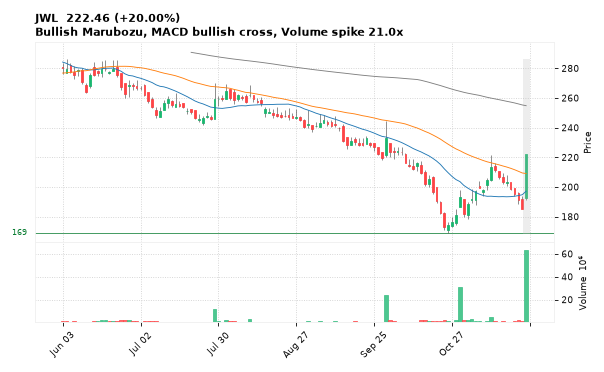 JWL 222.46 (+20.00%)
Bullish Marubozu, MACD bullish cross, Volume spike 21.0x
280
260
240
220
200
180
Price
169
60
40
20
Volume 10⁶
Jun 03
Jul 02
Jul 30
Aug 27
Sep 25
Oct 27